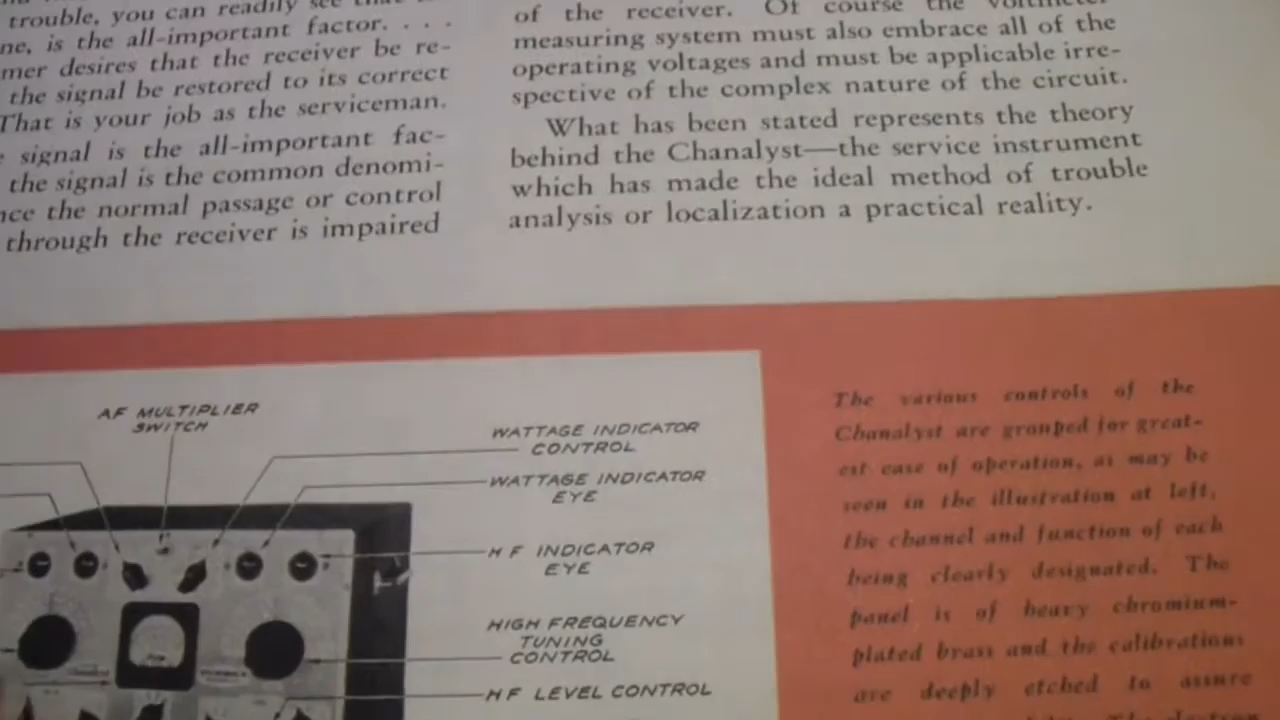 trouble, you can readily see that
ne, is the all-important factor. . . .
mer desires that the receiver be re-
the signal be restored to its correct
That is your job as the serviceman.
signal is the all-important fac-
the signal is the common denomi-
nce the normal passage or control
through the receiver is impaired
of the receiver. Of course the voltmeter
measuring system must also embrace all of the
operating voltages and must be applicable irre-
spective of the complex nature of the circuit.
What has been stated represents the theory
behind the Chanalyst—the service instrument
which has made the ideal method of trouble
analysis or localization a practical reality.
AF MULTIPLIER
SWITCH
WATTAGE INDICATOR
CONTROL
WATTAGE INDICATOR
EYE
HF INDICATOR
EYE
HIGH FREQUENCY
TUNING
CONTROL
HF LEVEL CONTROL
The various controls of the
Chanalyst are grouped for great-
est ease of operation, as may be
seen in the illustration at left,
the channel and function of each
being clearly designated. The
panel is of heavy chromium-
plated brass and the calibrations
are deeply etched to assure